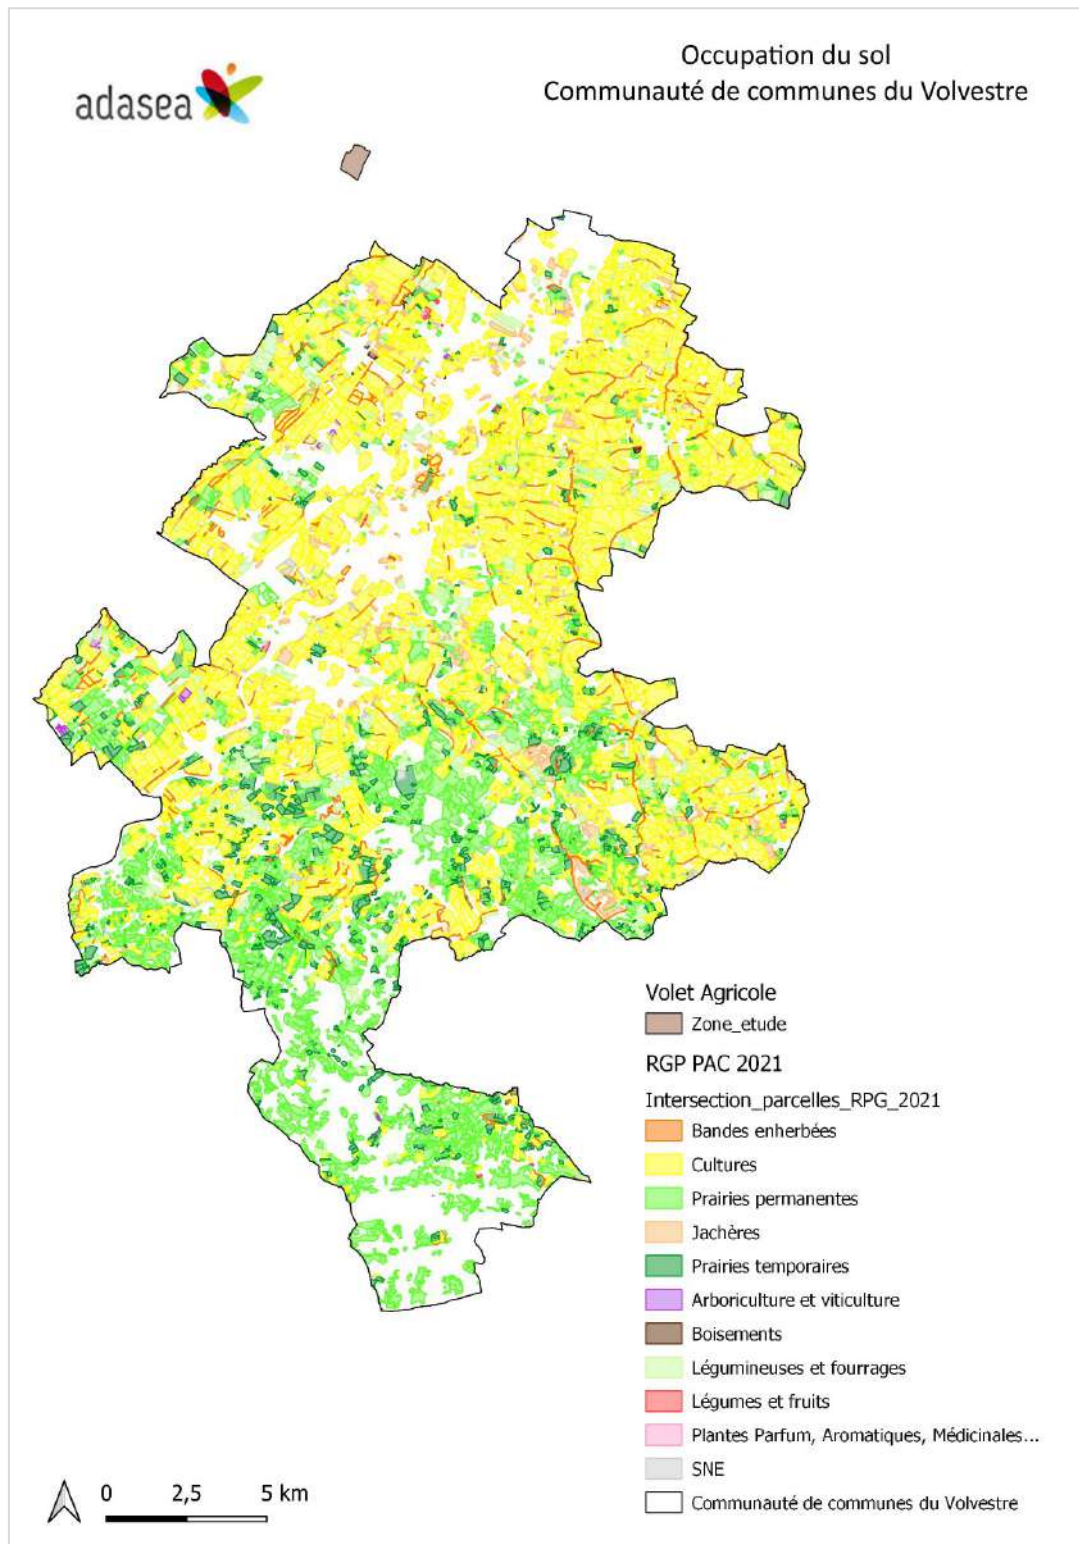 adasea
Occupation du sol
Communauté de communes du Volvestre
Volet Agricole
Zone_etude
RGP PAC 2021
Intersection_parcelles_RPG_2021
Bandes enherbées
Cultures
Prairies permanentes
Jachères
Prairies temporaires
Arboriculture et viticulture
Boisements
Légumineuses et fourrages
Légumes et fruits
Plantes Parfum, Aromatiques, Médicinales...
SNE
Communauté de communes du Volvestre
0 2,5 5 km